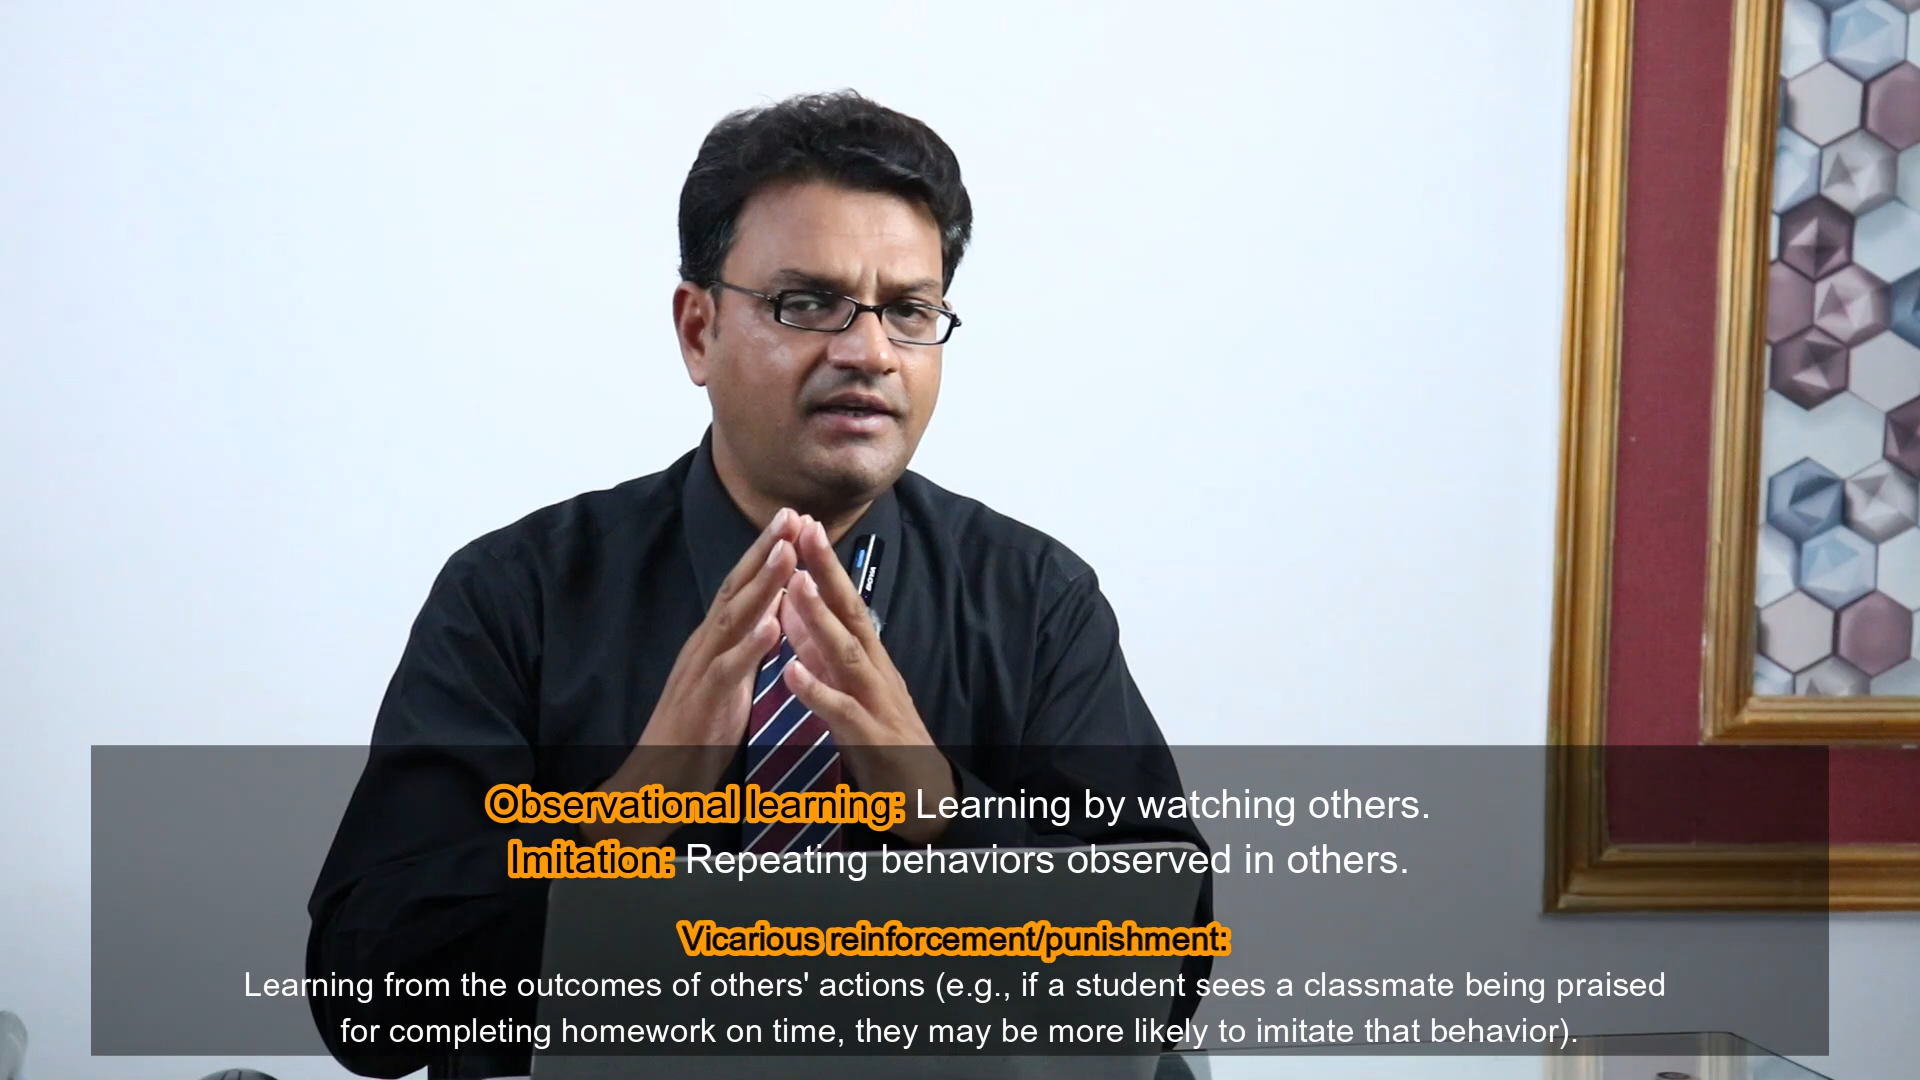 BOYA
Observational learning: Learning by watching others.
Imitation: Repeating behaviors observed in others.
Vicarious reinforcement/punishment:
Learning from the outcomes of others' actions (e.g., if a student sees a classmate being praised
for completing homework on time, they may be more likely to imitate that behavior).